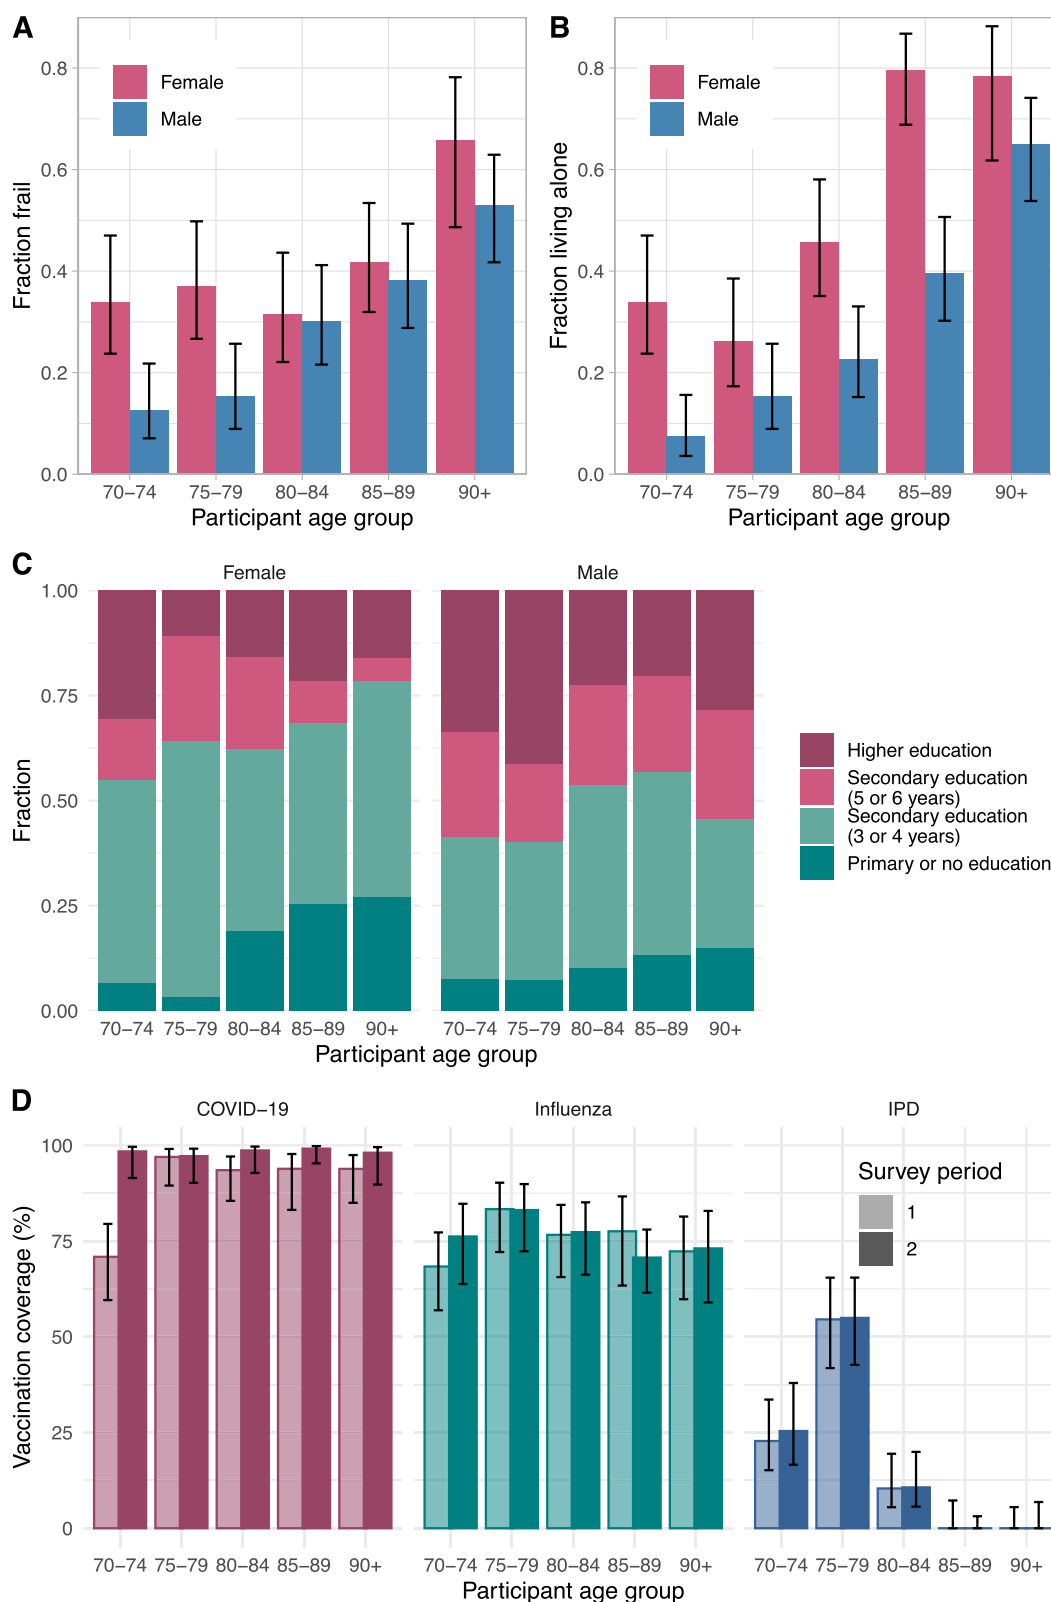 A
Fraction frail
0.8
0.6
0.4
0.2
0.0
Female
Male
70–74 75–79 80–84 85–89 90+
Participant age group
B
Fraction living alone
0.8
0.6
0.4
0.2
0.0
Female
Male
70–74 75–79 80–84 85–89 90+
Participant age group
C
Female Male
Fraction
1.00
0.75
0.50
0.25
0.00
70–74 75–79 80–84 85–89 90+ 70–74 75–79 80–84 85–89 90+
Participant age group
Higher education
Secondary education
(5 or 6 years)
Secondary education
(3 or 4 years)
Primary or no education
D
COVID–19 Influenza IPD
Vaccination coverage (%)
100
75
50
25
0
Survey period
1
2
70–74 75–79 80–84 85–89 90+ 70–74 75–79 80–84 85–89 90+ 70–74 75–79 80–84 85–89 90+
Participant age group